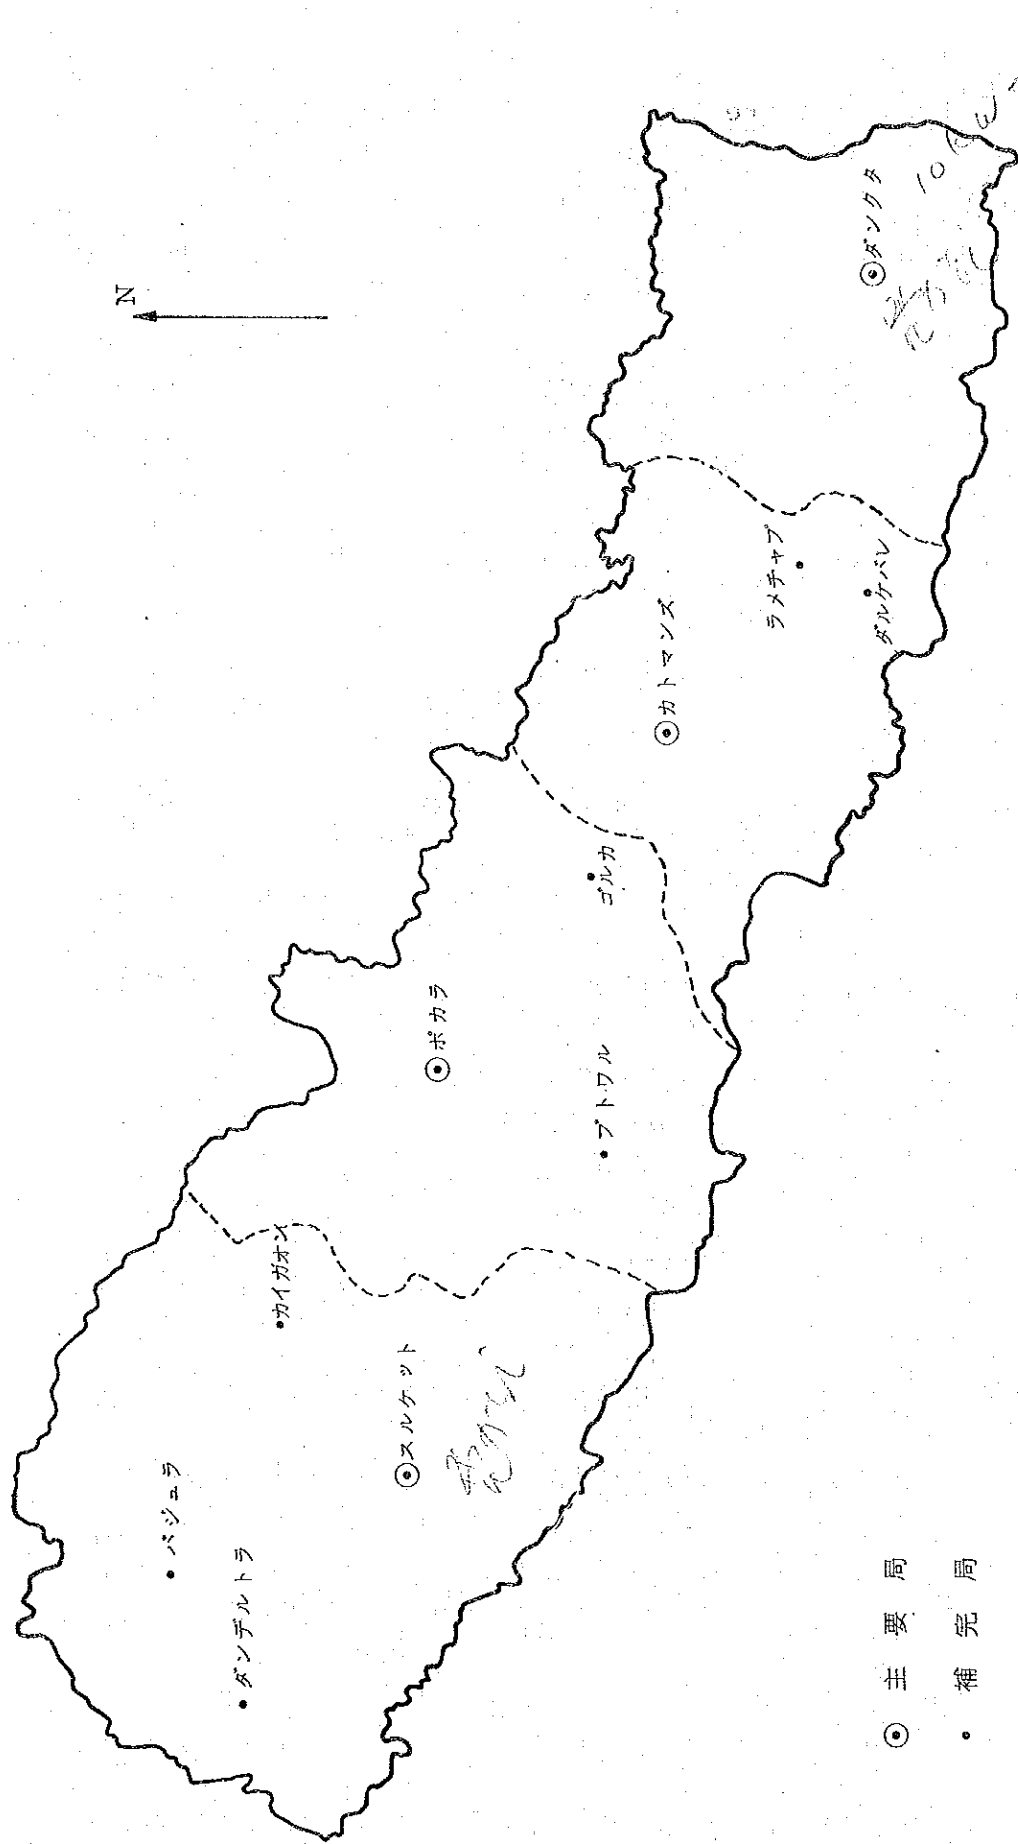 N
バジュラ
ダンデルトラ
カイガオン
スルケット
ポカラ
ブトワル
ゴルカ
カトマンズ
ラメチャプ
ダルケバレ
ダンクタ
主要局
補完局